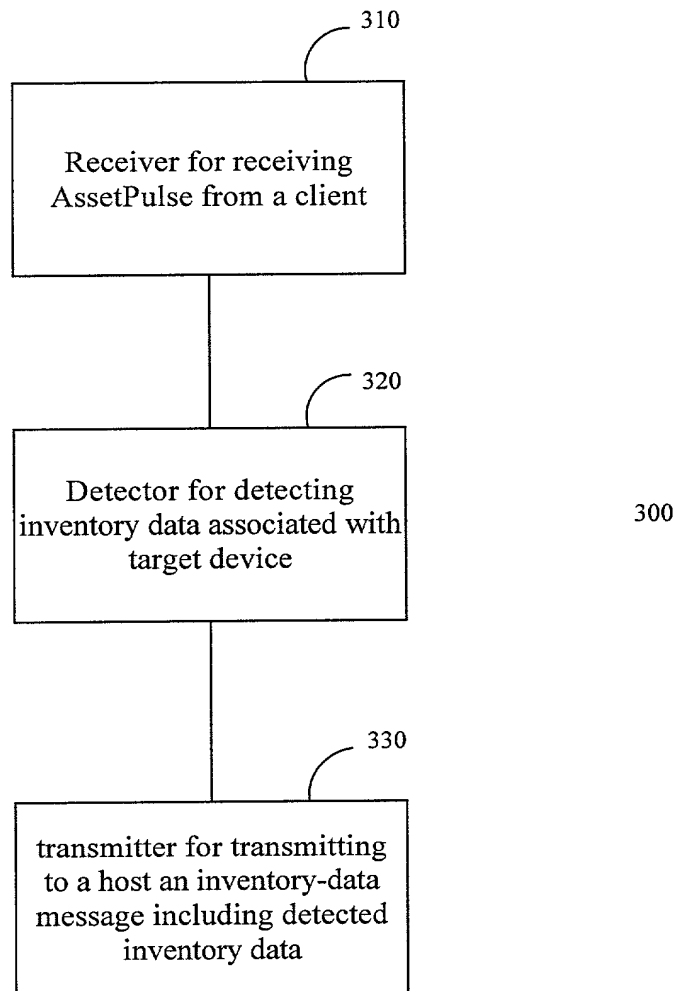 310
Receiver for receiving
AssetPulse from a client
320
Detector for detecting
inventory data associated with
target device
300
330
transmitter for transmitting
to a host an inventory-data
message including detected
inventory data